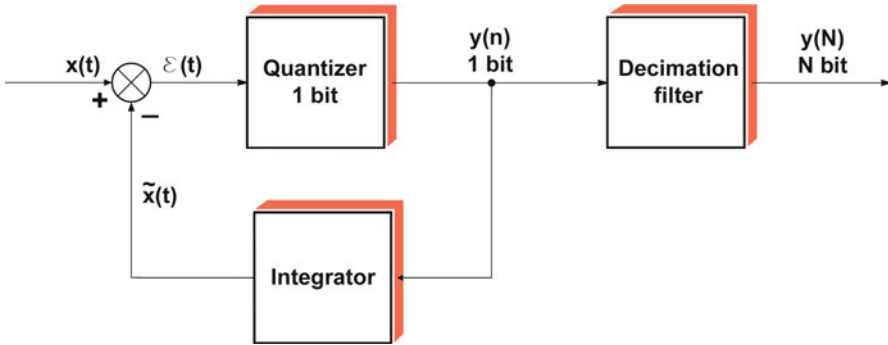 x(t)
+
−
ε(t)
Quantizer
1 bit
y(n)
1 bit
Decimation
filter
y(N)
N bit
x̃(t)
Integrator